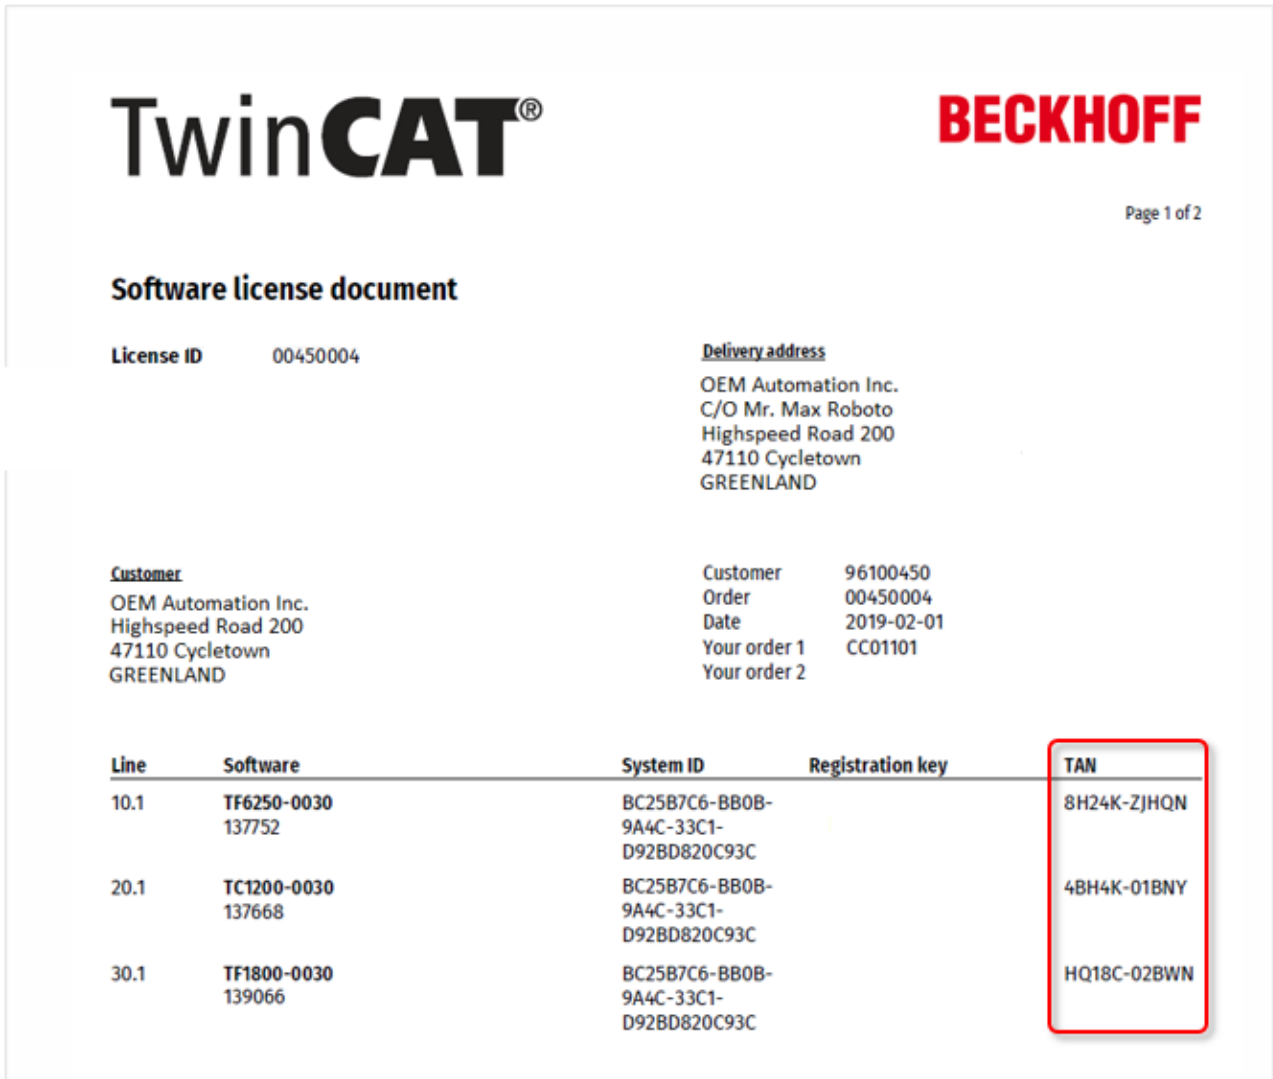 TwinCAT®
BECKHOFF
Page 1 of 2
Software license document
License ID 00450004
Delivery address
OEM Automation Inc.
C/O Mr. Max Roboto
Highspeed Road 200
47110 Cycletown
GREENLAND
Customer
OEM Automation Inc.
Highspeed Road 200
47110 Cycletown
GREENLAND
Customer 96100450
Order 00450004
Date 2019-02-01
Your order 1 CC01101
Your order 2
Line Software System ID Registration key TAN
10.1 TF6250-0030 BC25B7C6-BB0B- 8H24K-ZJHQN
137752 9A4C-33C1-
D92BD820C93C
20.1 TC1200-0030 BC25B7C6-BB0B- 4BH4K-01BNY
137668 9A4C-33C1-
D92BD820C93C
30.1 TF1800-0030 BC25B7C6-BB0B- HQ18C-02BWN
139066 9A4C-33C1-
D92BD820C93C